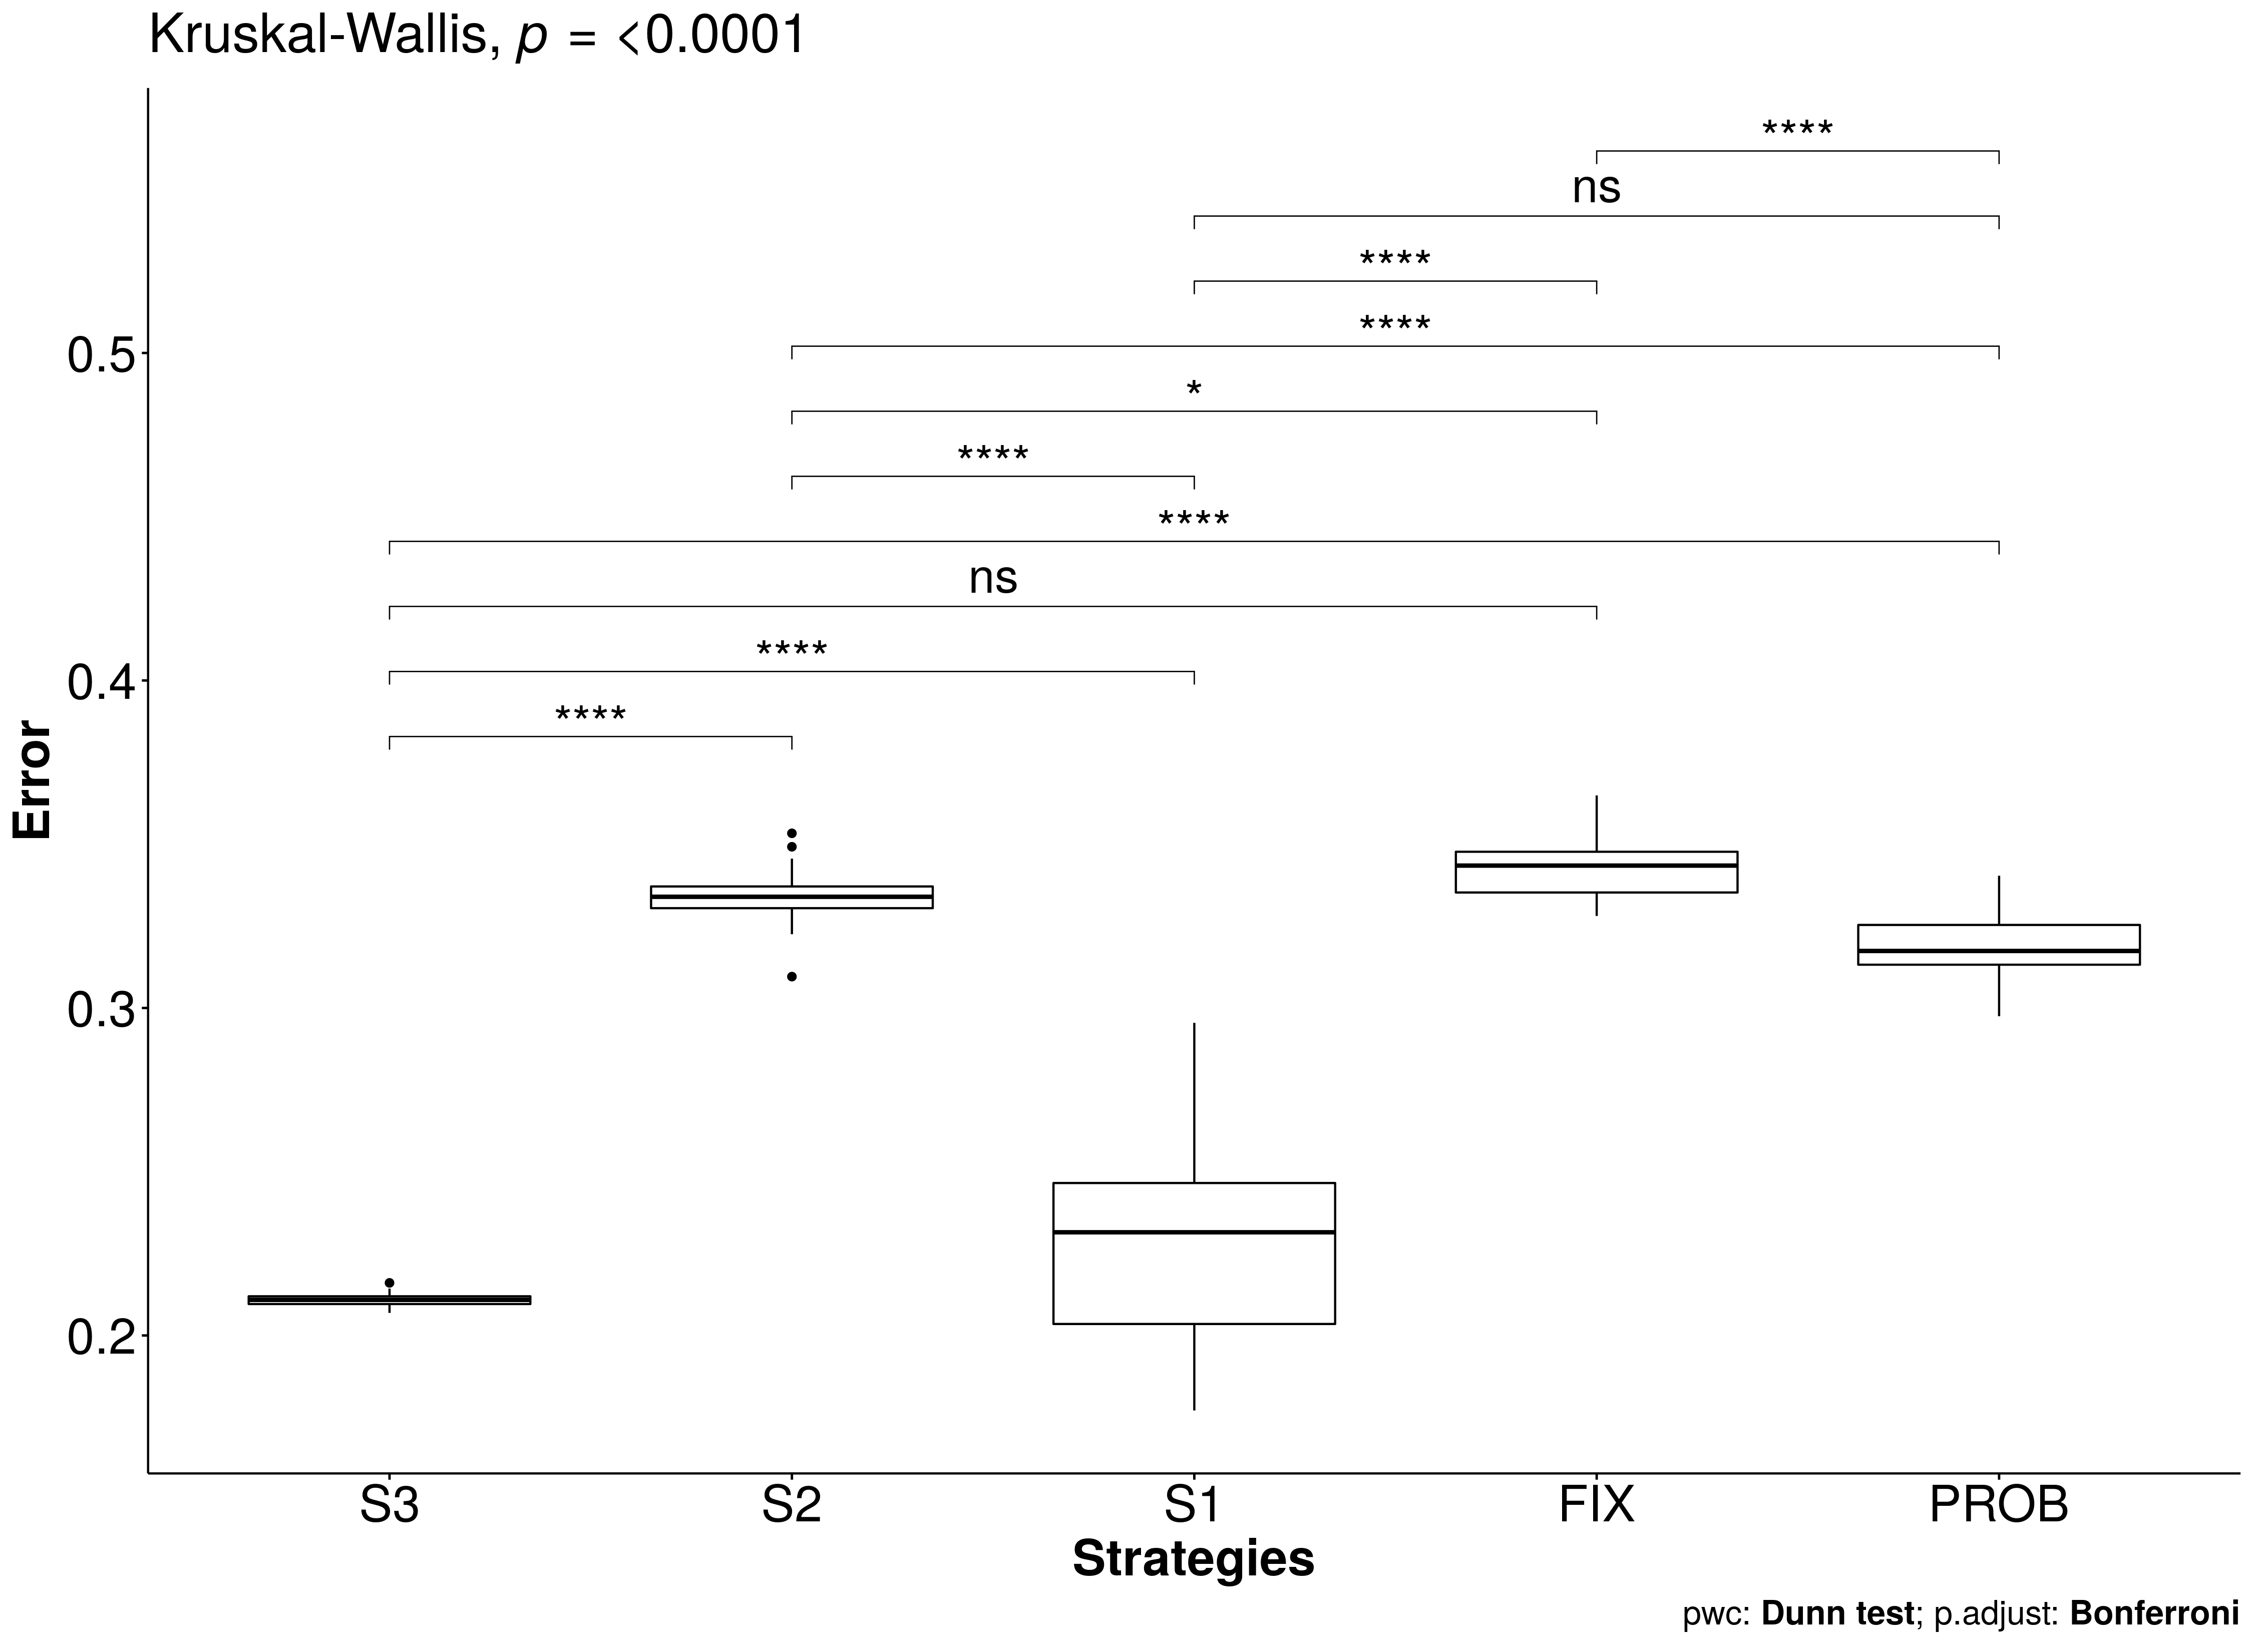 Kruskal-Wallis, p = <0.0001
****
ns
****
****
*
****
****
ns
****
****
0.5
0.4
0.3
0.2
Error
S3 S2 S1 FIX PROB
Strategies
pwc: Dunn test; p.adjust: Bonferroni